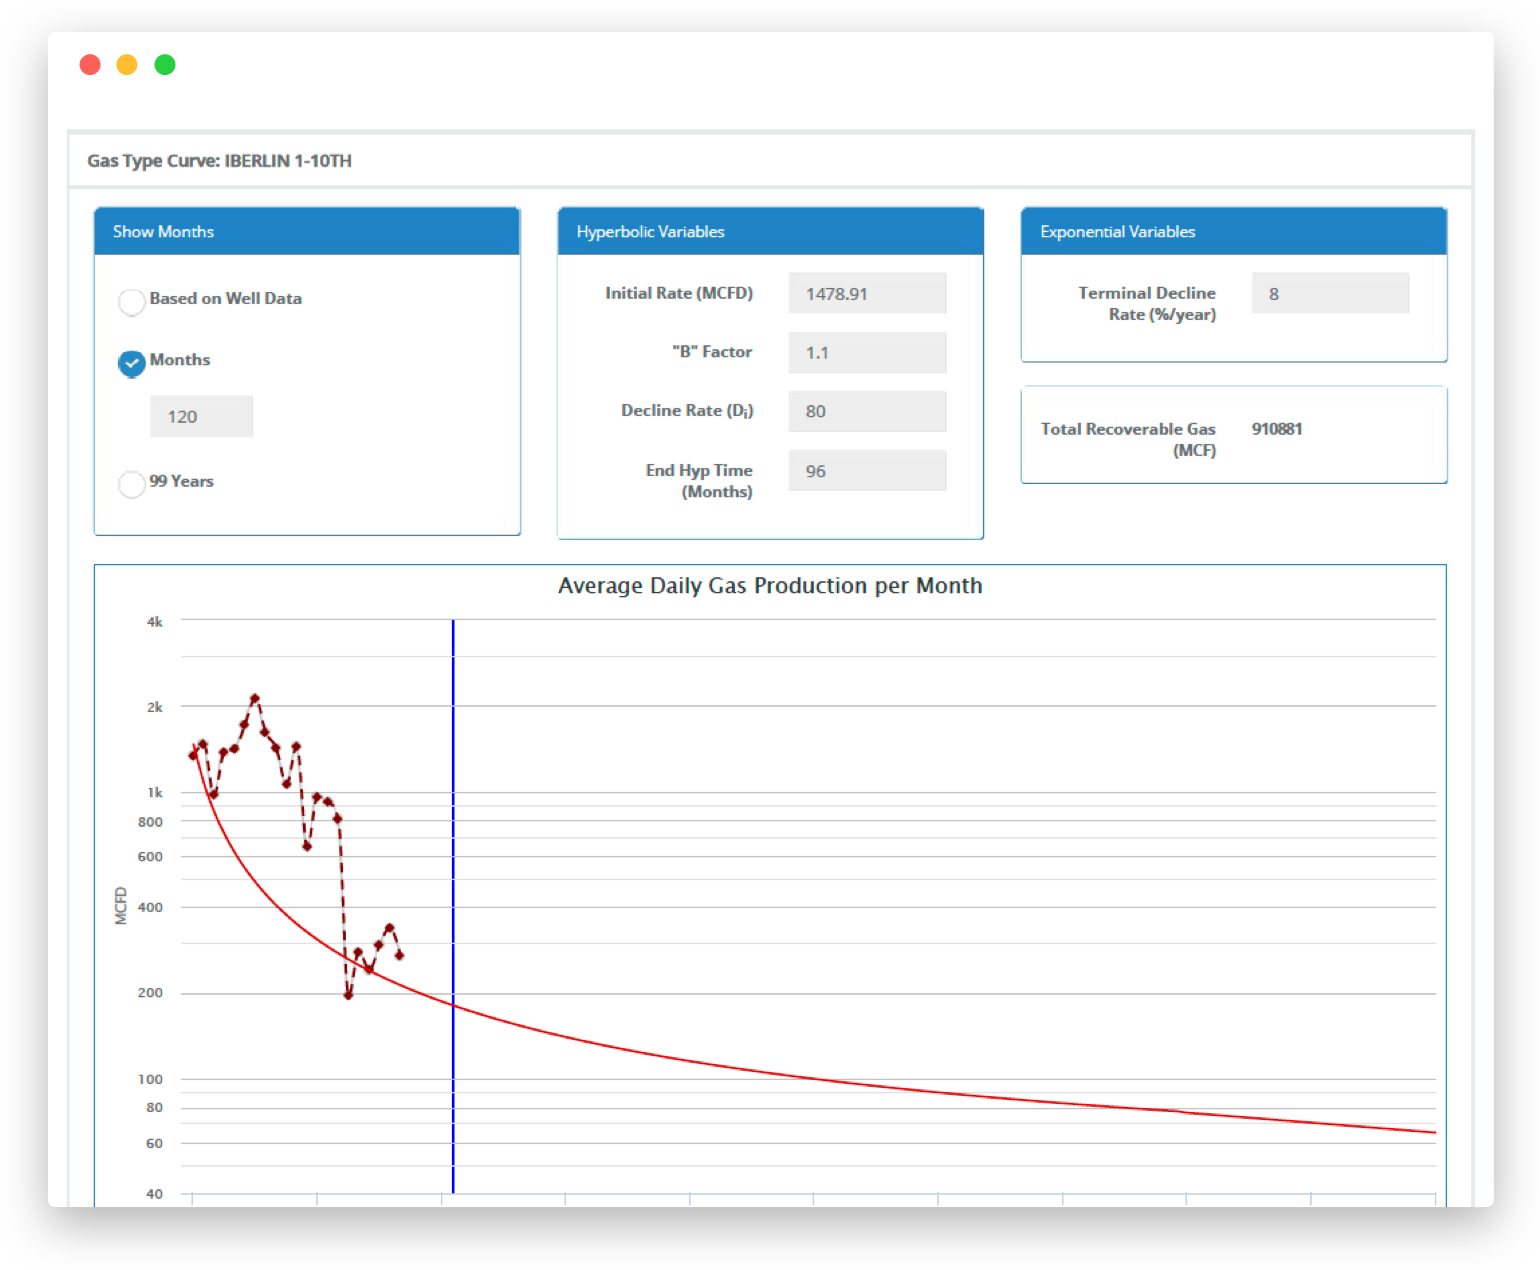 Gas Type Curve: IBERLIN 1-10TH
Show Months
Based on Well Data
Months
120
99 Years
Hyperbolic Variables
Initial Rate (MCFD)
1478.91
"B" Factor
1.1
Decline Rate (Di)
80
End Hyp Time
(Months)
96
Exponential Variables
Terminal Decline
Rate (%/year)
8
Total Recoverable Gas
(MCF)
910881
Average Daily Gas Production per Month
MCFD
4k
2k
1k
800
600
400
200
100
80
60
40